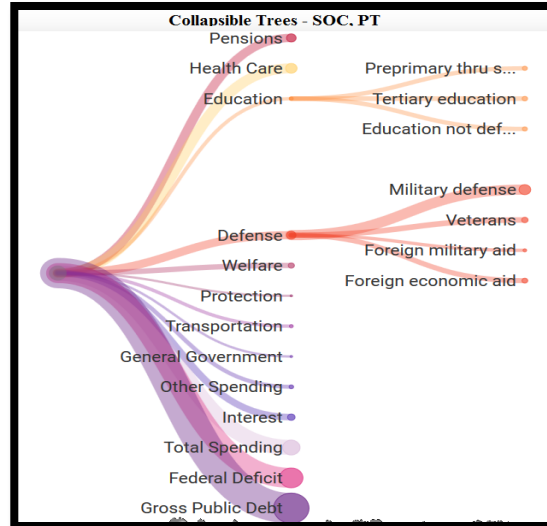 Collapsible Trees - SOC, PT
Pensions
Health Care
Education
Preprimary thru s...
Tertiary education
Education not def...
Military defense
Defense
Veterans
Foreign military aid
Foreign economic aid
Welfare
Protection
Transportation
General Government
Other Spending
Interest
Total Spending
Federal Deficit
Gross Public Debt